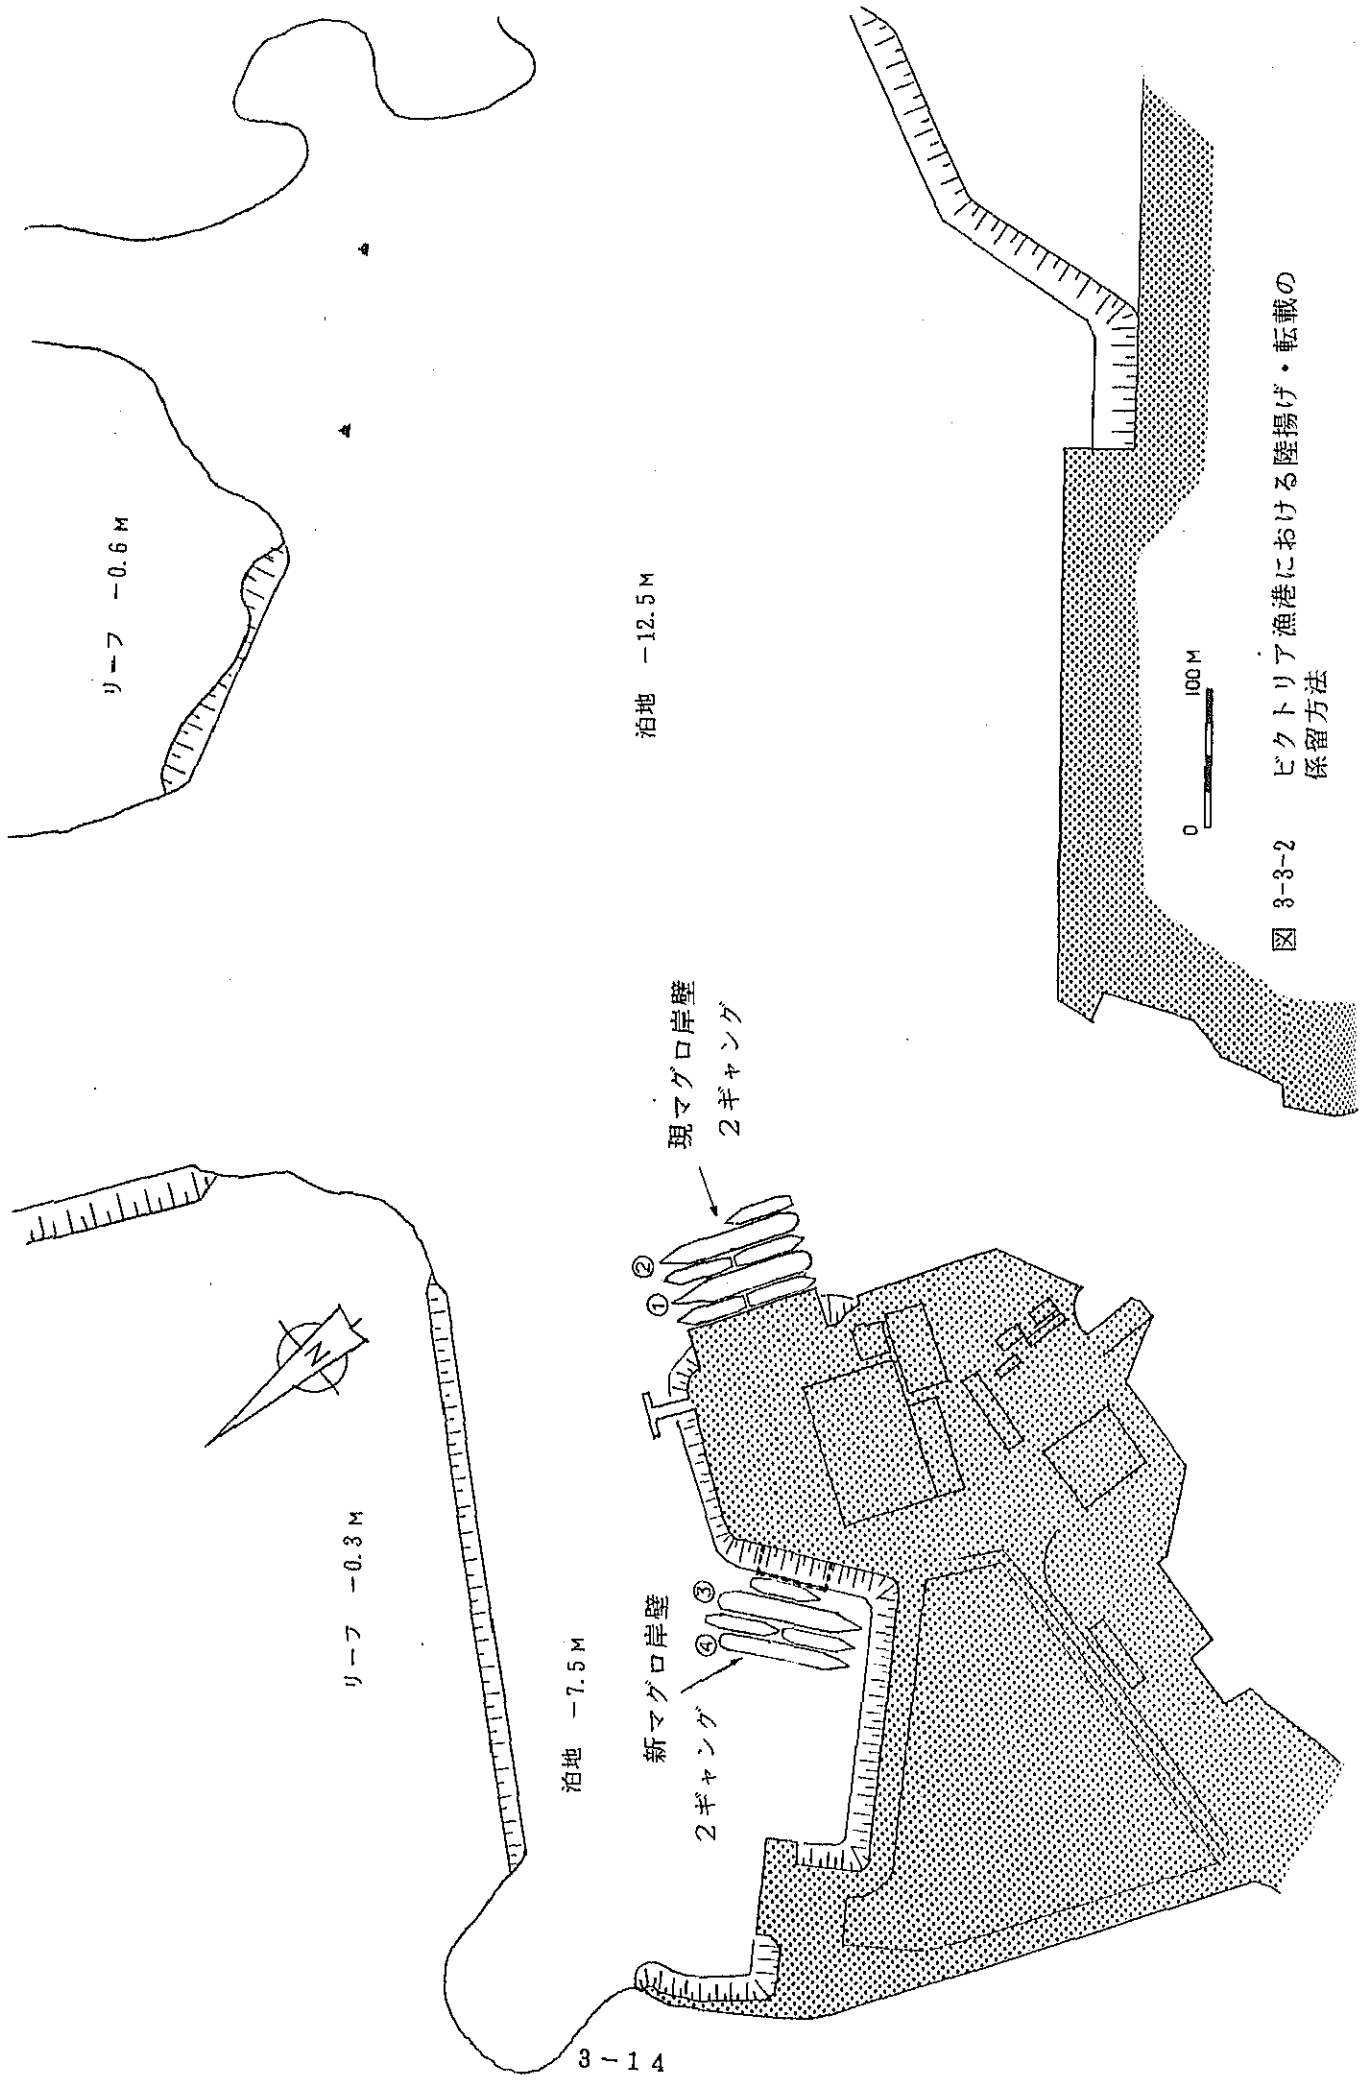 リーフ −0.6M
リーフ −0.3M
N
泊地 −12.5M
泊地 −7.5M
現マグロ岸壁
2ギャング
①
②
新マグロ岸壁
2ギャング
③
④
0 100M
図 3-3-2 ビクトリア漁港における陸揚げ・転載の
係留方法
3-14